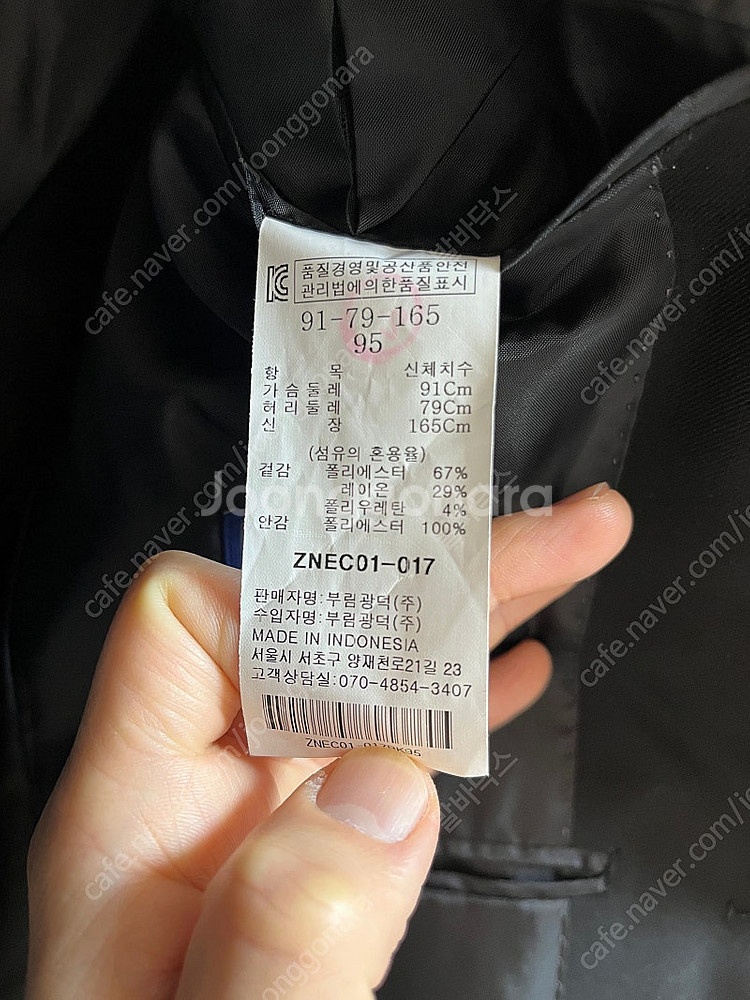 품질경영및공산품안전
관리법에의한품질표시
91-79-165
95
항 목 신체치수
가슴둘레 91Cm
허리둘레 79Cm
신 장 165Cm
(섬유의 혼용율)
겉감 폴리에스터 67%
레이온 29%
폴리우레탄 4%
안감 폴리에스터 100%
ZNEC01-017
판매자명:부림광덕(주)
수입자명:부림광덕(주)
MADE IN INDONESIA
서울시 서초구 양재천로21길 23
고객상담실:070-4854-3407
Joonggonara
cafe.naver.com/joonggonara